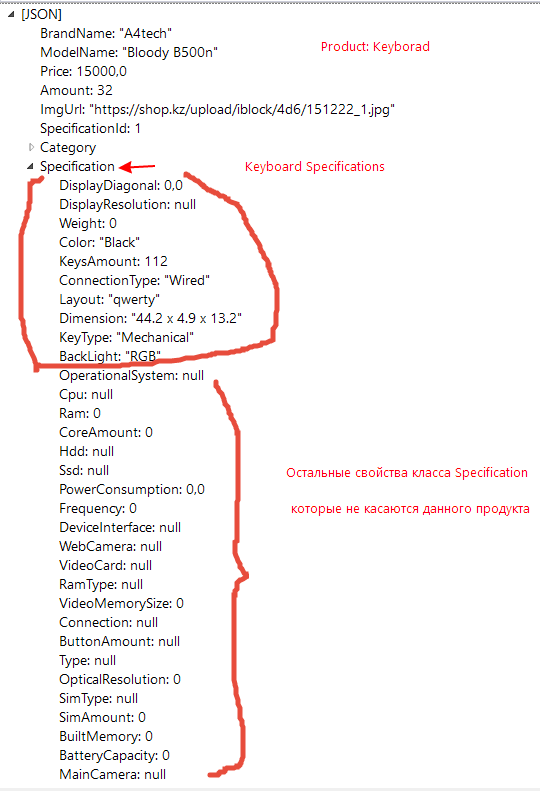 [JSON]
BrandName: "A4tech"
Product: Keyborad
ModelName: "Bloody B500n"
Price: 15000,0
Amount: 32
ImgUrl: "https://shop.kz/upload/iblock/4d6/151222_1.jpg"
SpecificationId: 1
Category
Specification
Keyboard Specifications
DisplayDiagonal: 0,0
DisplayResolution: null
Weight: 0
Color: "Black"
KeysAmount: 112
ConnectionType: "Wired"
Layout: "qwerty"
Dimension: "44.2 x 4.9 x 13.2"
KeyType: "Mechanical"
BackLight: "RGB"
OperationalSystem: null
Cpu: null
Ram: 0
CoreAmount: 0
Hdd: null
Ssd: null
Остальные свойства класса Specification
которые не касаются данного продукта
PowerConsumption: 0,0
Frequency: 0
DeviceInterface: null
WebCamera: null
VideoCard: null
RamType: null
VideoMemorySize: 0
Connection: null
ButtonAmount: null
Type: null
OpticalResolution: 0
SimType: null
SimAmount: 0
BuiltMemory: 0
BatteryCapacity: 0
MainCamera: null